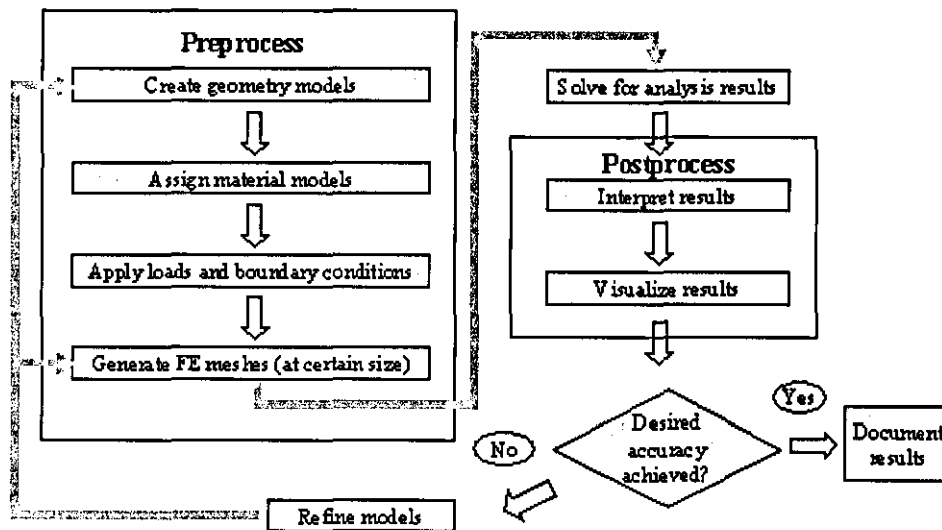 Preprocess
Create geometry models
Assign material models
Apply loads and boundary conditions
Generate FE meshes (at certain size)
Solve for analysis results
Postprocess
Interpret results
Visualize results
Desired
accuracy
achieved?
Yes
No
Document
results
Refine models